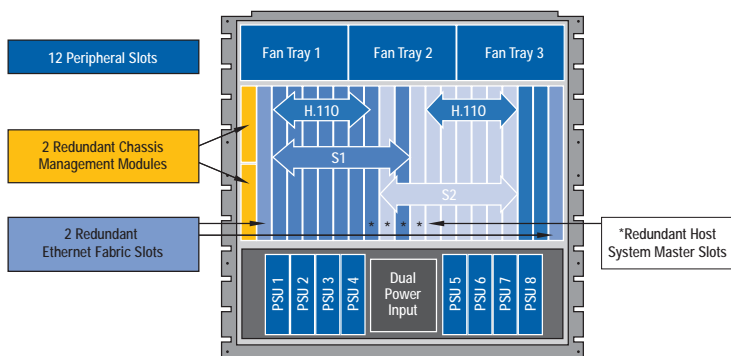 Fan Tray 1
Fan Tray 2
Fan Tray 3
12 Peripheral Slots
H.110
H.110
2 Redundant Chassis
Management Modules
S1
S2
2 Redundant
Ethernet Fabric Slots
* * * *
*Redundant Host
System Master Slots
PSU 1
PSU 2
PSU 3
PSU 4
Dual
Power
Input
PSU 5
PSU 6
PSU 7
PSU 8